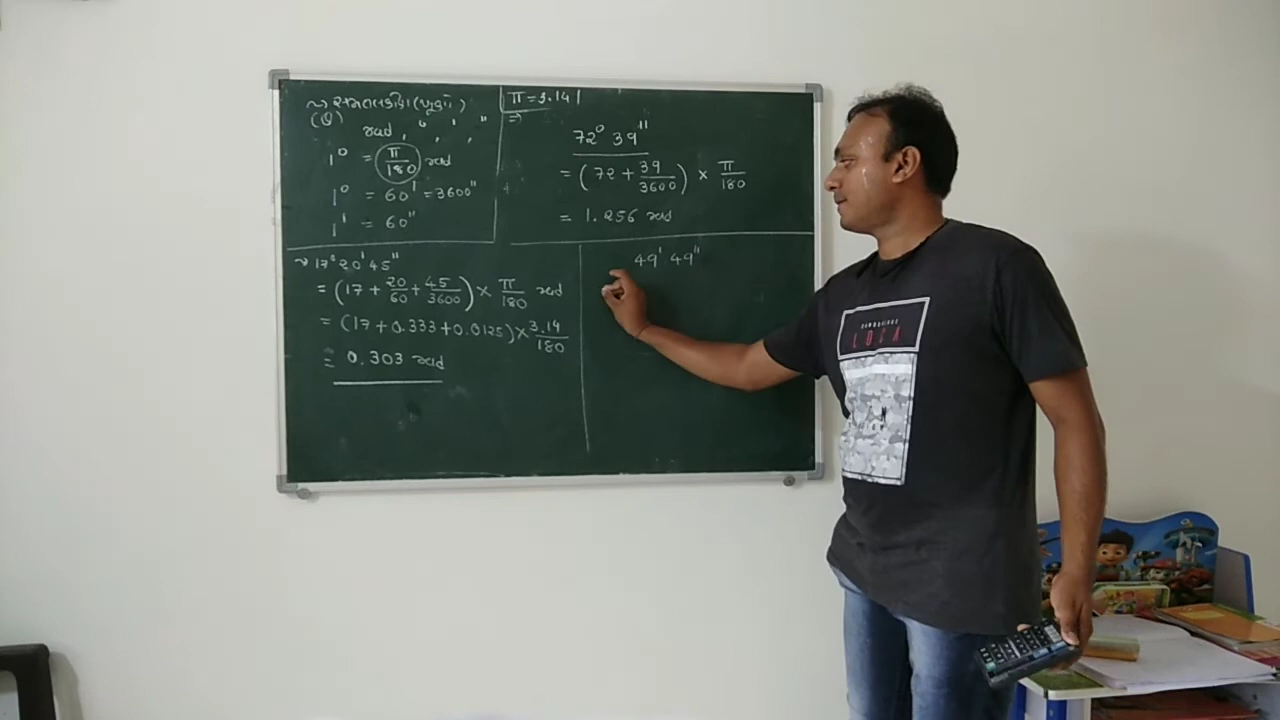 ~> સમતલકોણ (ખૂણો)
(θ)
rad, °, ', "
1° = π/180 rad
1° = 60' = 3600"
1' = 60"
π = 3.141
⇒
72° 39"
= (72 + 39/3600) × π/180
= 1.256 rad
~> 17° 20' 45"
= (17 + 20/60 + 45/3600) × π/180 rad
= (17 + 0.333 + 0.0125) × 3.14/180
= 0.303 rad
49' 49"
LOCA